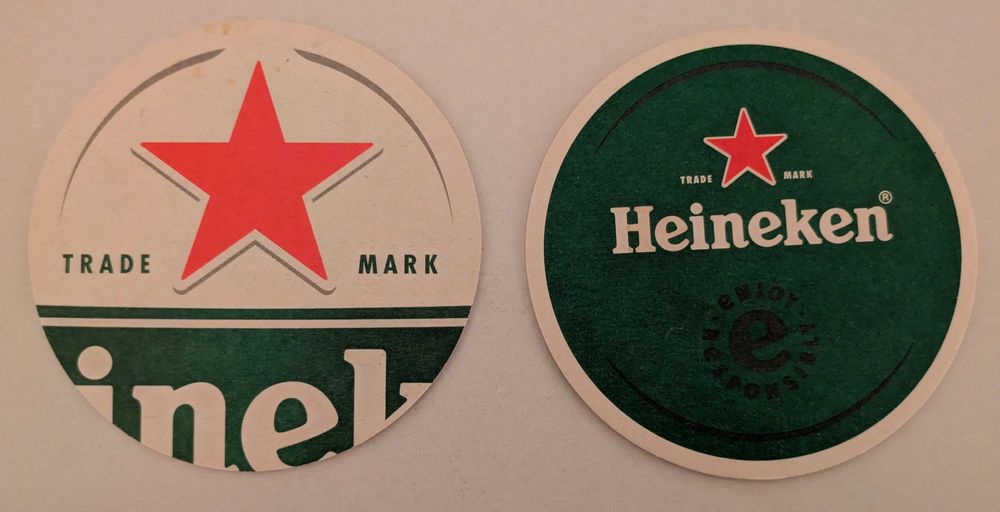 TRADE MARK
inek
TRADE MARK
Heineken®
ENJOY
e
RESPONSIBLY